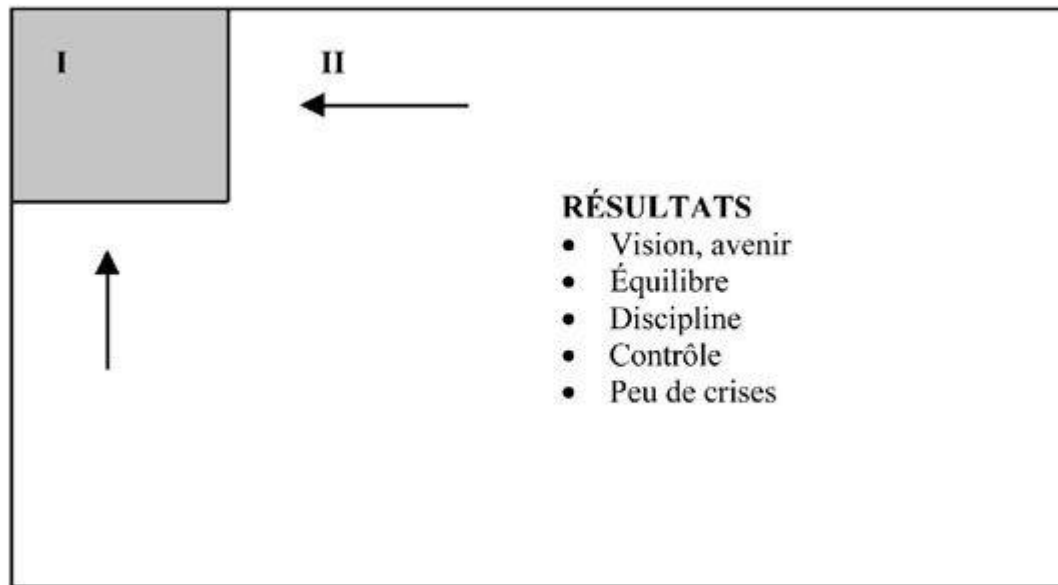 I
II
RÉSULTATS
• Vision, avenir
• Équilibre
• Discipline
• Contrôle
• Peu de crises